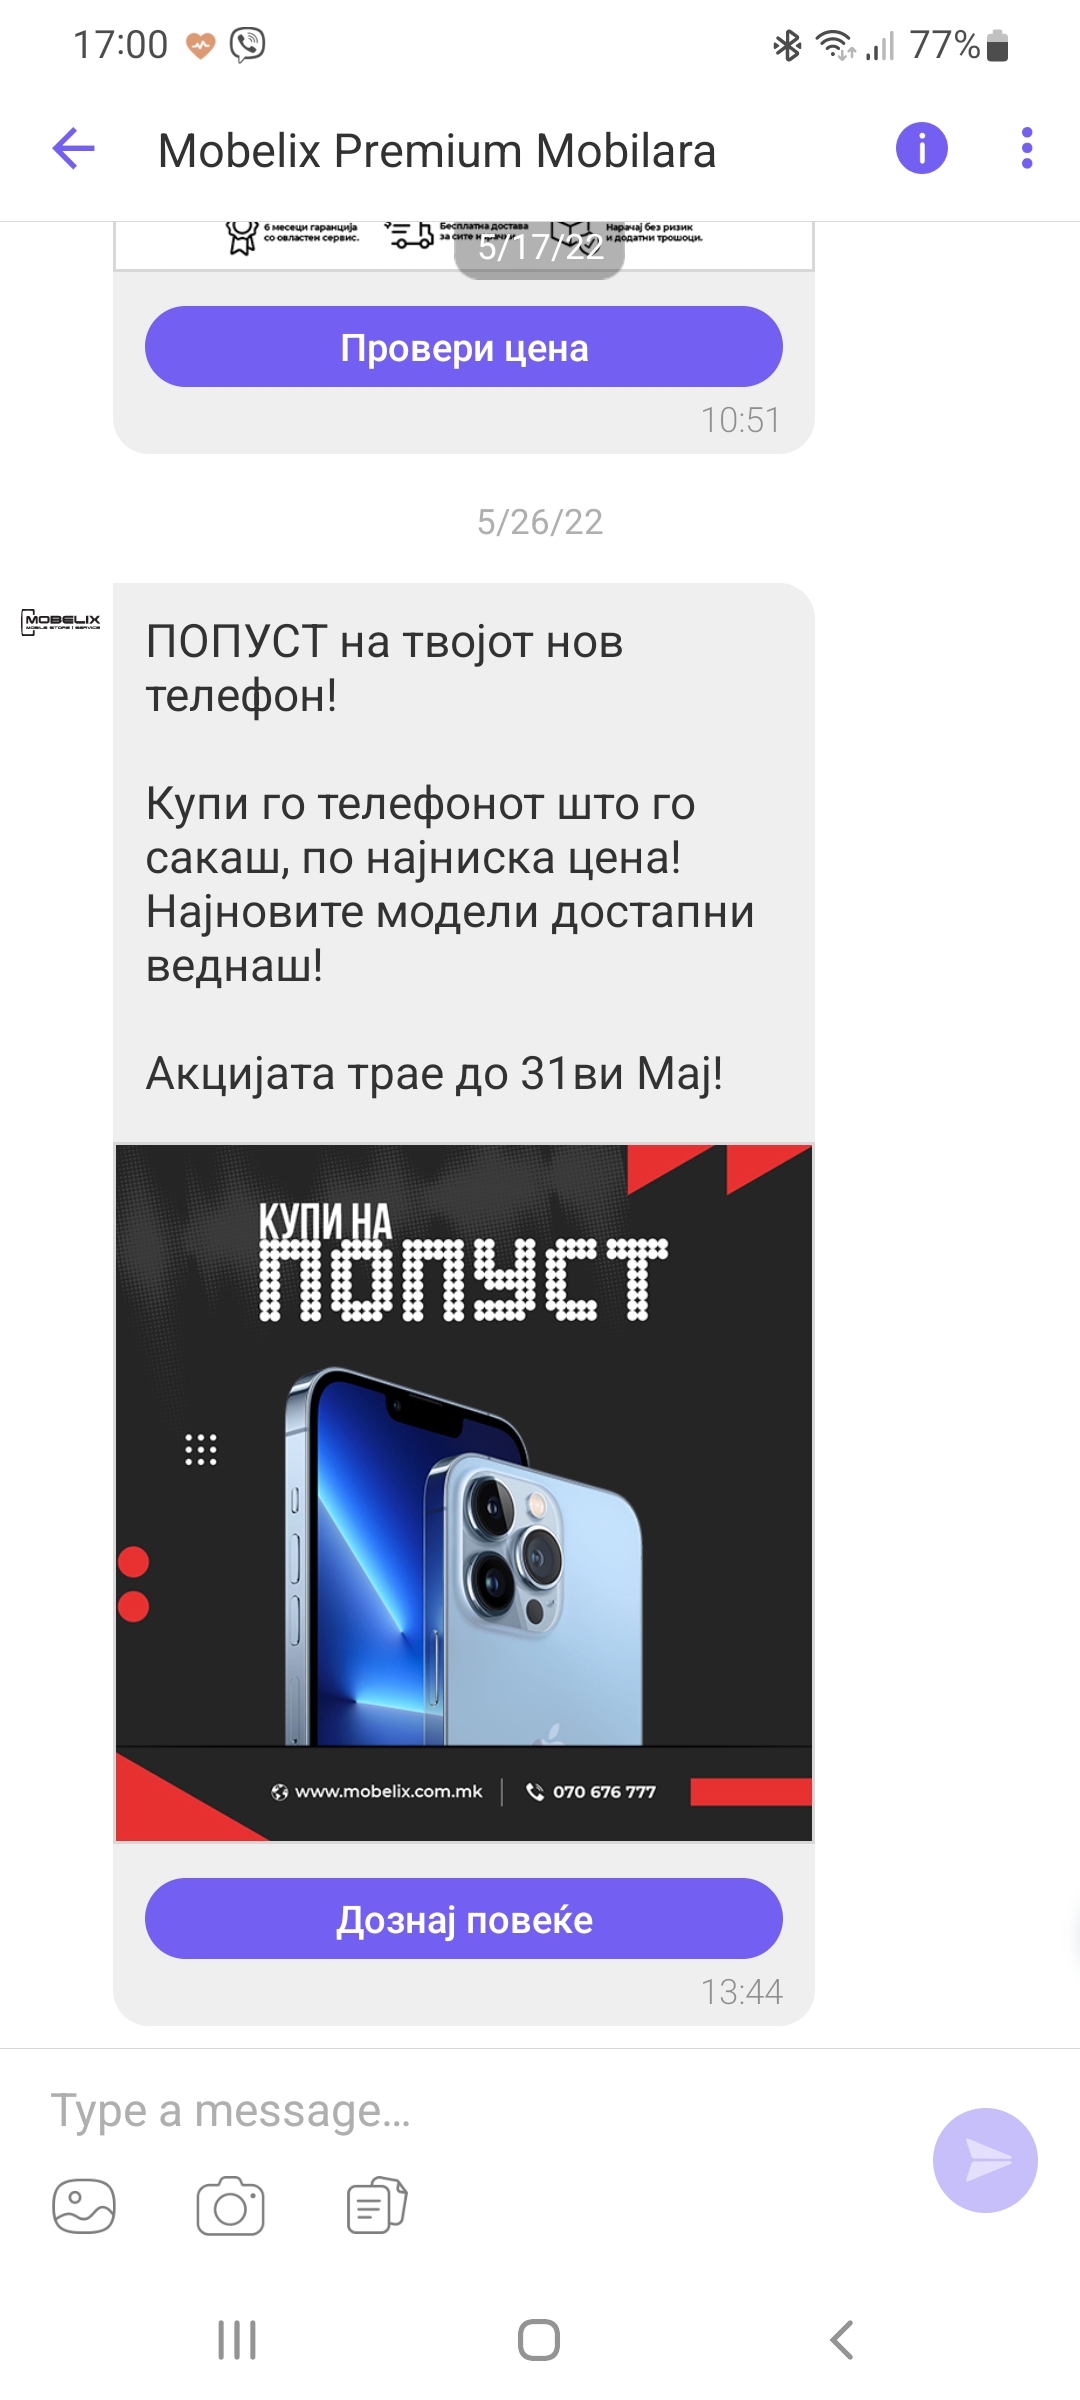 17:00
77%
Mobelix Premium Mobilara
6 месеци гаранција
со овластен сервис.
Бесплатна достава
за сите
Нарачај без ризик
и додатни трошоци.
5/17/22
Провери цена
10:51
5/26/22
MOBELIX
MOBILE STORE | SERVICE
ПОПУСТ на твојот нов
телефон!
Купи го телефонот што го
сакаш, по најниска цена!
Најновите модели достапни
веднаш!
Акцијата трае до 31ви Мај!
КУПИ НА
ПОПУСТ
www.mobelix.com.mk
070 676 777
Дознај повеќе
13:44
Type a message...